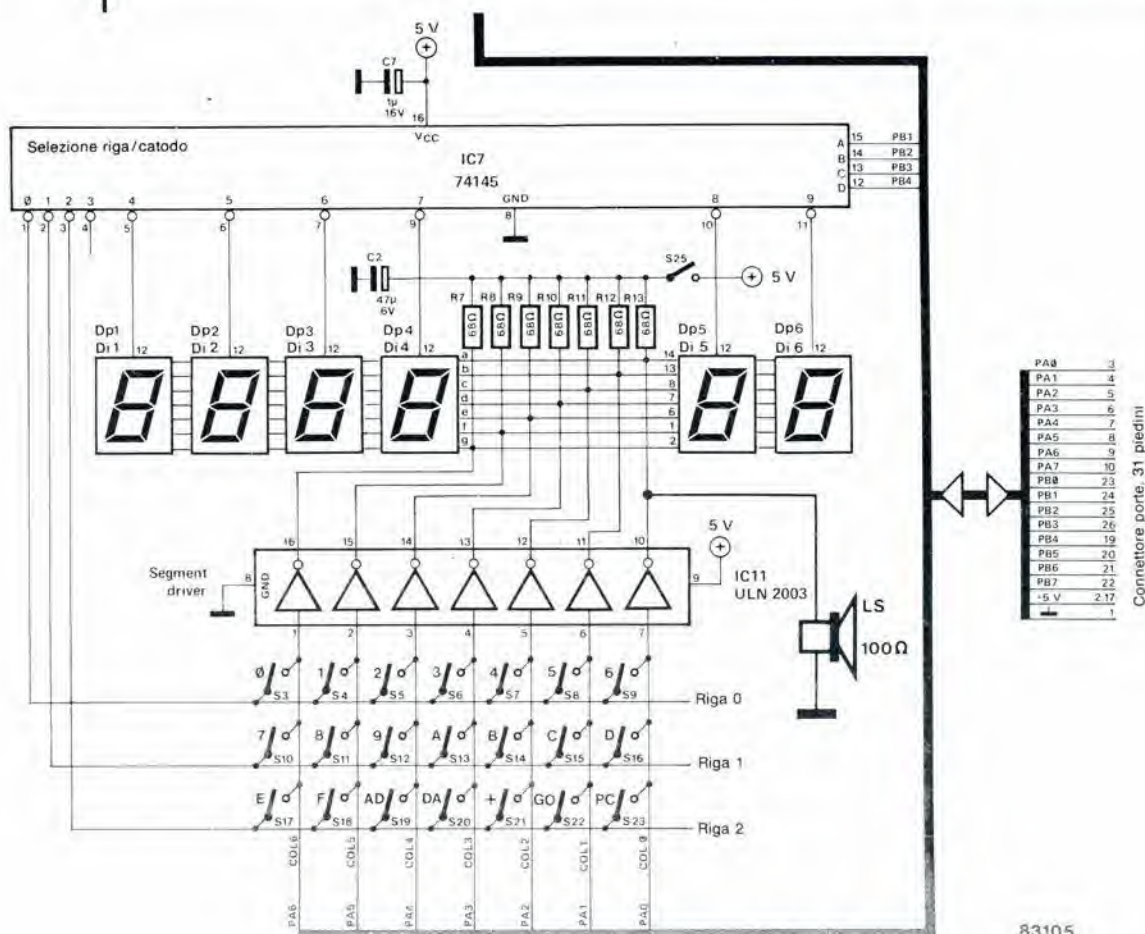 5 V
C7
1µ
16V
16
VCC
Selezione riga/catodo
IC7
74145
A 15 PB1
B 14 PB2
C 13 PB3
D 12 PB4
0 1 2 3 4 5 6 7 GND 8 9
1 2 3 4 5 6 7 9 8 10 11
C2
47µ
6V
S25
5 V
R7 R8 R9 R10 R11 R12 R13
68Ω 68Ω 68Ω 68Ω 68Ω 68Ω 68Ω
Dp1 Dp2 Dp3 Dp4 Dp5 Dp6
Di 1 Di 2 Di 3 Di 4 Di 5 Di 6
12 12 12 12 12 12
a 14
b 13
c 8
d 7
e 6
f 1
g 2
16 15 14 13 12 11 10
5 V
Segment
driver
8
GND
9
IC11
ULN 2003
1 2 3 4 5 6 7
LS
100Ω
0 1 2 3 4 5 6
S3 S4 S5 S6 S7 S8 S9
Riga 0
7 8 9 A B C D
S10 S11 S12 S13 S14 S15 S16
Riga 1
E F AD DA + GO PC
S17 S18 S19 S20 S21 S22 S23
Riga 2
COL6 COL5 COL4 COL3 COL2 COL1 COL0
PA6 PA5 PA4 PA3 PA2 PA1 PA0
PA0 3
PA1 4
PA2 5
PA3 6
PA4 7
PA5 8
PA6 9
PA7 10
PB0 23
PB1 24
PB2 25
PB3 26
PB4 19
PB5 20
PB6 21
PB7 22
+5 V 2.17
1
Connettore porte, 31 piedini
83105